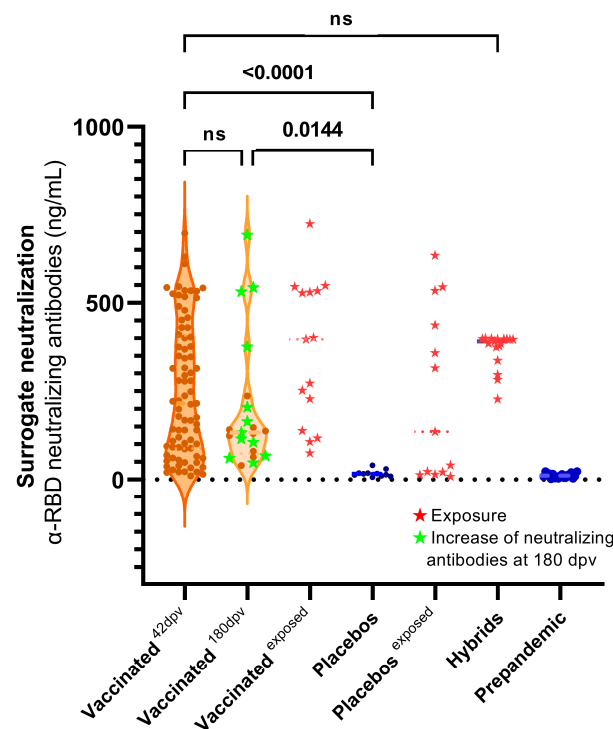 ns
<0.0001
ns
0.0144
Surrogate neutralization
α-RBD neutralizing antibodies (ng/mL)
1000
500
0
Exposure
Increase of neutralizing
antibodies at 180 dpv
Vaccinated 42dpv
Vaccinated 180dpv
Vaccinated exposed
Placebos
Placebos exposed
Hybrids
Prepandemic